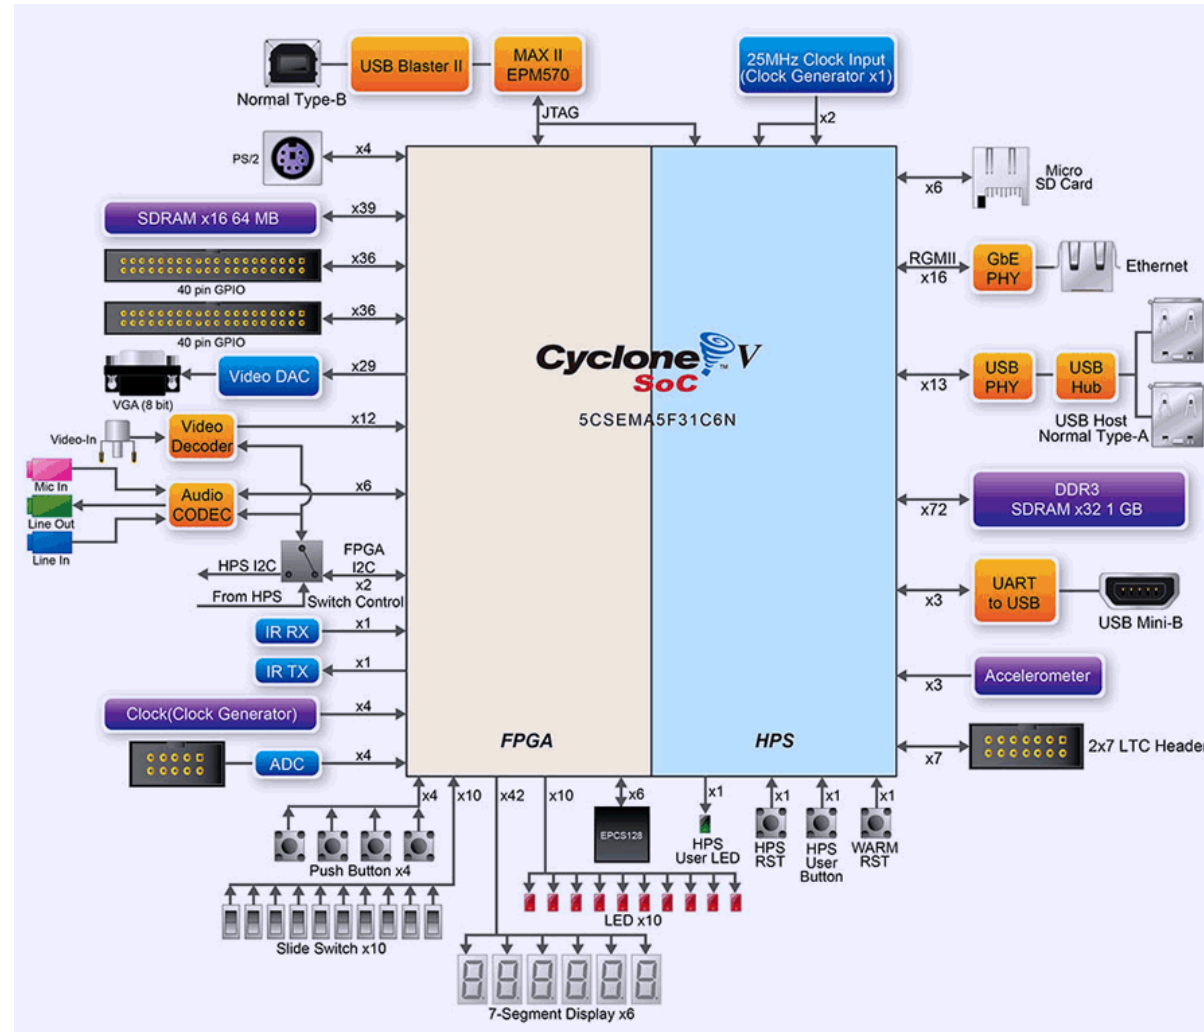 USB Blaster II
MAX II
EPM570
25MHz Clock Input
(Clock Generator x1)
Normal Type-B
JTAG
x2
PS/2
x4
SDRAM x16 64 MB
x39
x36
40 pin GPIO
x36
40 pin GPIO
Video DAC
x29
VGA (8 bit)
Video-In
Video
Decoder
x12
Mic In
Line Out
Line In
Audio
CODEC
x6
HPS I2C
From HPS
FPGA
I2C
x2
Switch Control
IR RX
x1
IR TX
x1
Clock(Clock Generator)
x4
ADC
x4
Cyclone V
SoC
TM
5CSEMA5F31C6N
FPGA
HPS
x6
Micro
SD Card
RGMII
x16
GbE
PHY
Ethernet
x13
USB
PHY
USB
Hub
USB Host
Normal Type-A
x72
DDR3
SDRAM x32 1 GB
x3
UART
to USB
USB Mini-B
x3
Accelerometer
x7
2x7 LTC Header
x4
x10
x42
x10
x6
x1
x1
x1
x1
Push Button x4
EPCS128
HPS
User LED
HPS
RST
HPS
User
Button
WARM
RST
Slide Switch x10
LED x10
7-Segment Display x6